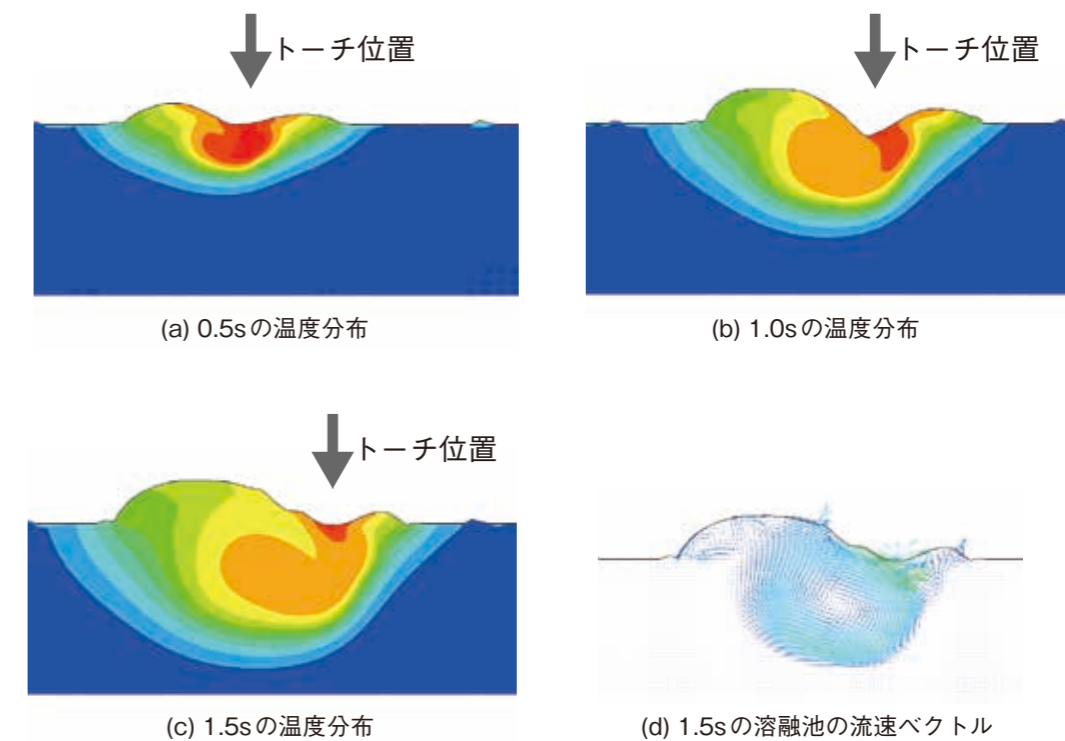 トーチ位置
トーチ位置
(a) 0.5sの温度分布
(b) 1.0sの温度分布
トーチ位置
(c) 1.5sの温度分布
(d) 1.5sの溶融池の流速ベクトル